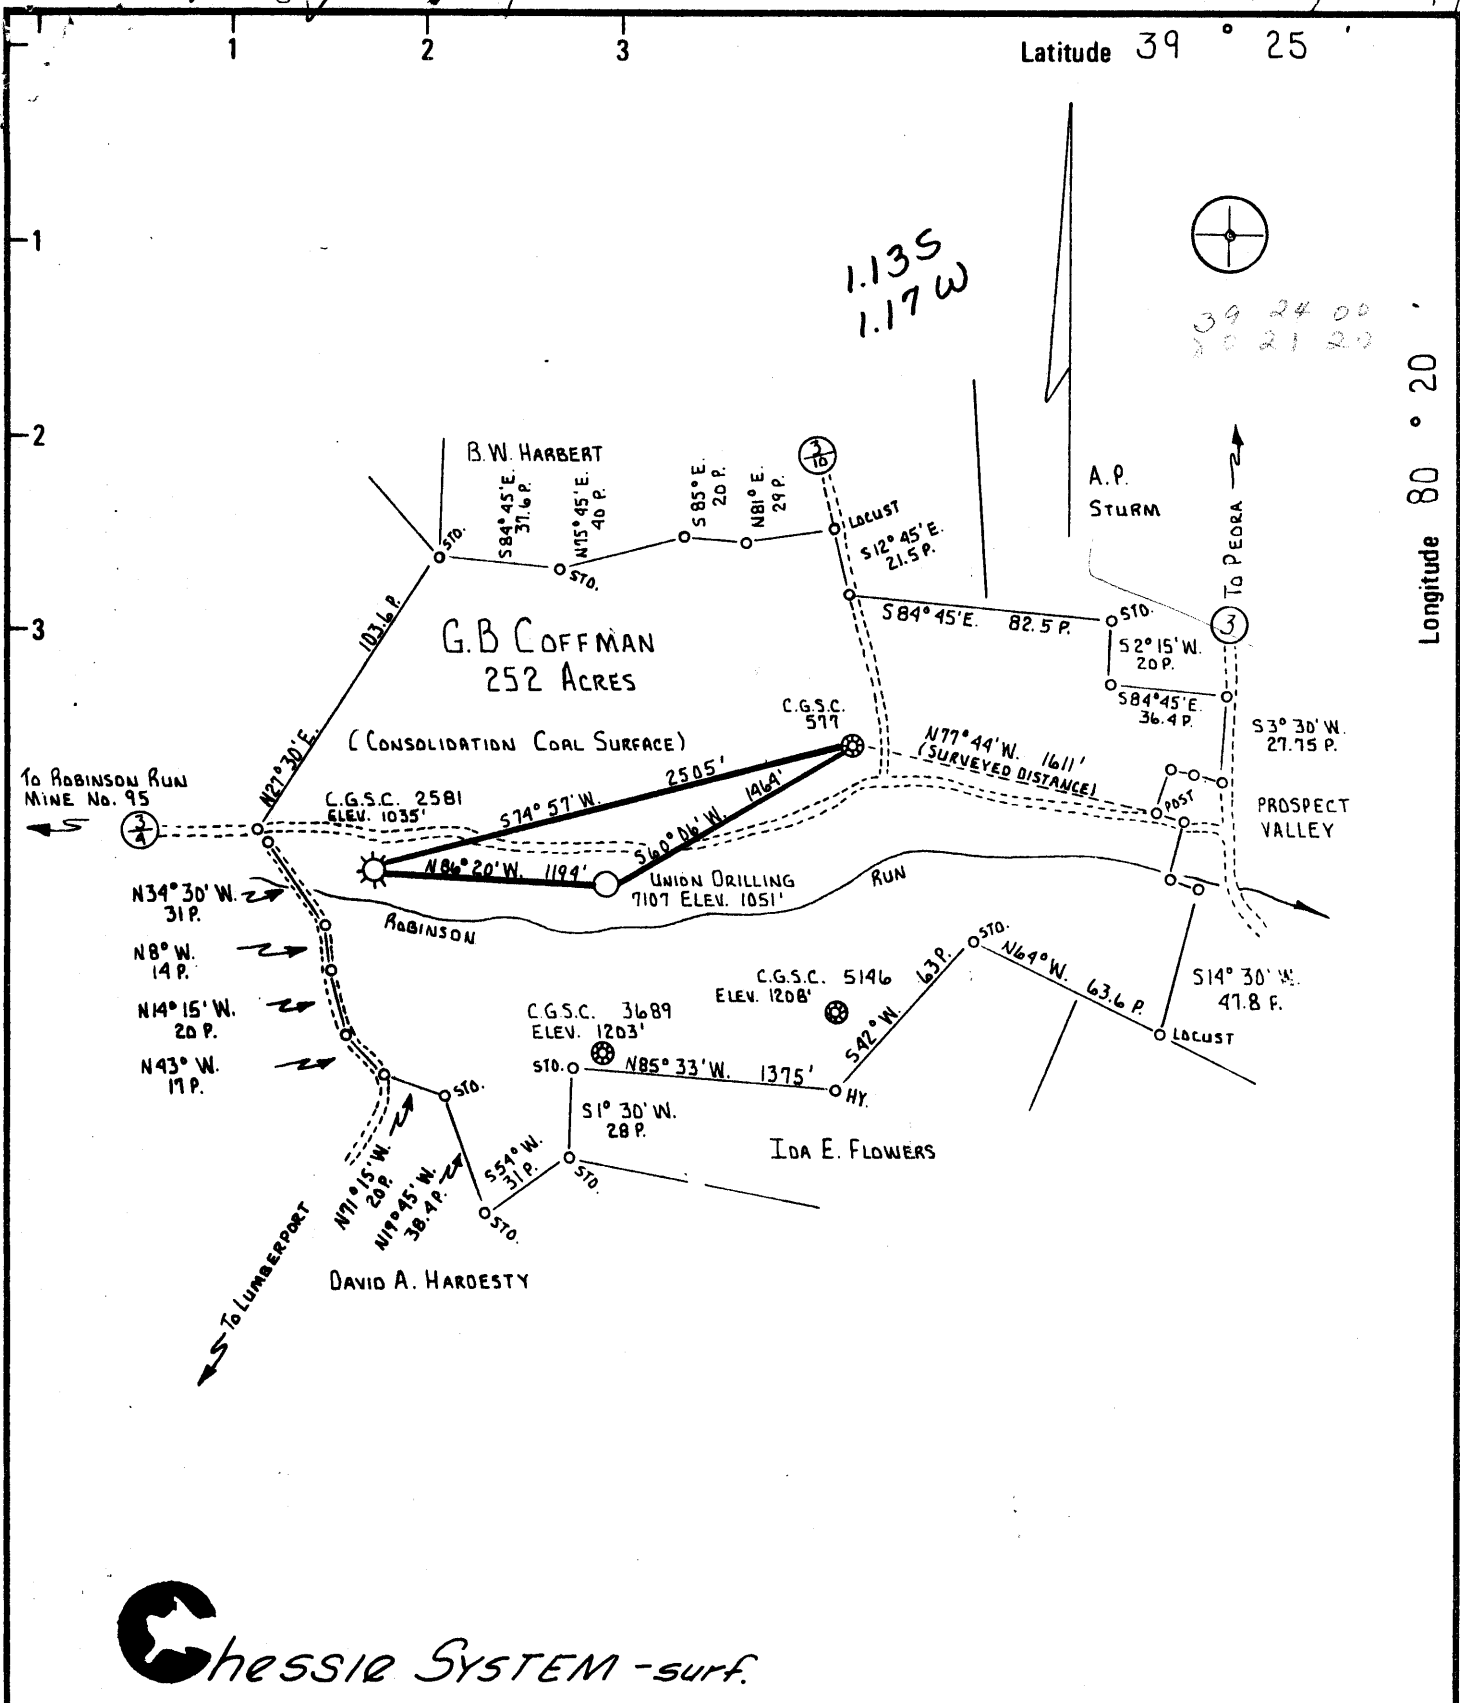 1 2 3
Latitude 39 ° 25 '
1
2
3
1.13S
1.17 W
39 24 00
80 21 20
Longitude 80 ° 20 '
B.W. HARBERT
S84° 45' E.
37.6 P.
N75° 45' E.
40 P.
S 85° E.
20 P.
N81° E.
29 P.
3
10
LOCUST
S12° 45' E.
21.5 P.
A.P.
STURM
TO PEORA
STO.
STO.
103.6 P.
N27° 30' E.
S84° 45' E. 82.5 P.
STO.
3
S2° 15' W.
20 P.
S84° 45' E.
36.4 P.
S3° 30' W.
27.75 P.
G.B COFFMAN
252 ACRES
(CONSOLIDATION COAL SURFACE)
C.G.S.C.
577
N77° 44' W. 1611'
(SURVEYED DISTANCE)
POST
PROSPECT
VALLEY
TO ROBINSON RUN
MINE No. 95
3
4
C.G.S.C. 2581
ELEV. 1035'
S74° 57' W. 2505'
S60° 06' W. 1464'
N86° 20' W. 1194'
UNION DRILLING
7107 ELEV. 1051'
ROBINSON RUN
N34° 30' W.
31 P.
N8° W.
14 P.
N14° 15' W.
20 P.
N43° W.
17 P.
STO.
C.G.S.C. 3689
ELEV. 1203'
C.G.S.C. 5146
ELEV. 1208'
63 P.
S42° W.
STO.
N64° W. 63.6 P.
S14° 30' W.
47.8 P.
LOCUST
STO.
N85° 33' W. 1375'
HY.
S1° 30' W.
28 P.
S54° W.
31 P.
STO.
STO.
N71° 15' W.
20 P.
N19° 45' W.
38.4 P.
IDA E. FLOWERS
DAVID A. HARDESTY
TO LUMBERPORT
Chessie SYSTEM - surf.